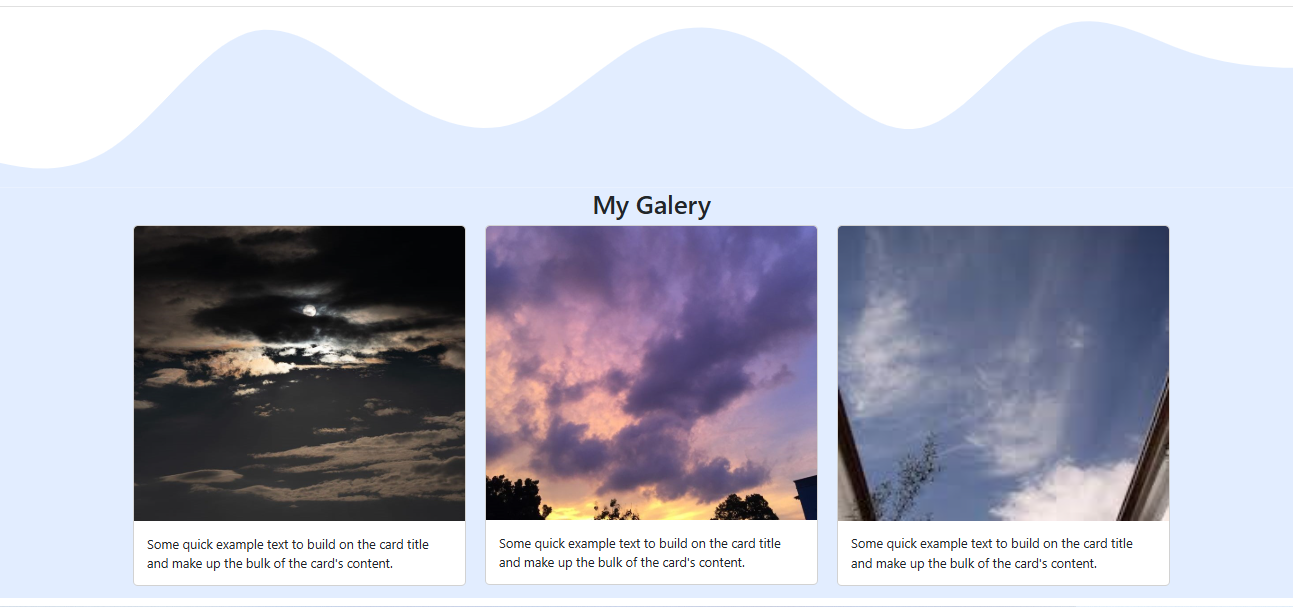 My Galery
Some quick example text to build on the card title
and make up the bulk of the card's content.
Some quick example text to build on the card title
and make up the bulk of the card's content.
Some quick example text to build on the card title
and make up the bulk of the card's content.